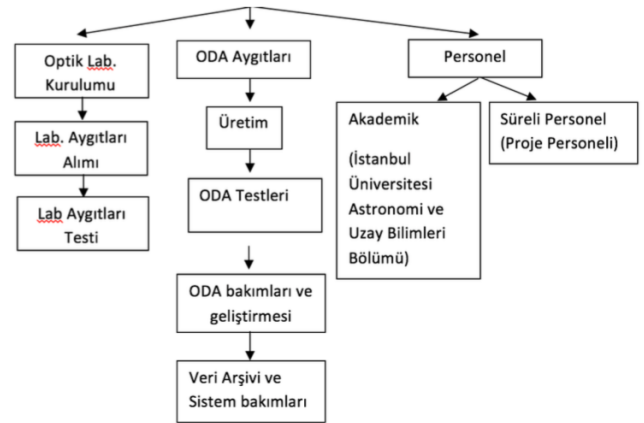 Optik Lab.
Kurulumu
Lab. Aygıtları
Alımı
Lab Aygıtları
Testi
ODA Aygıtları
Üretim
ODA Testleri
ODA bakımları ve
geliştirmesi
Veri Arşivi ve
Sistem bakımları
Personel
Akademik
(İstanbul
Üniversitesi
Astronomi ve
Uzay Bilimleri
Bölümü)
Süreli Personel
(Proje Personeli)